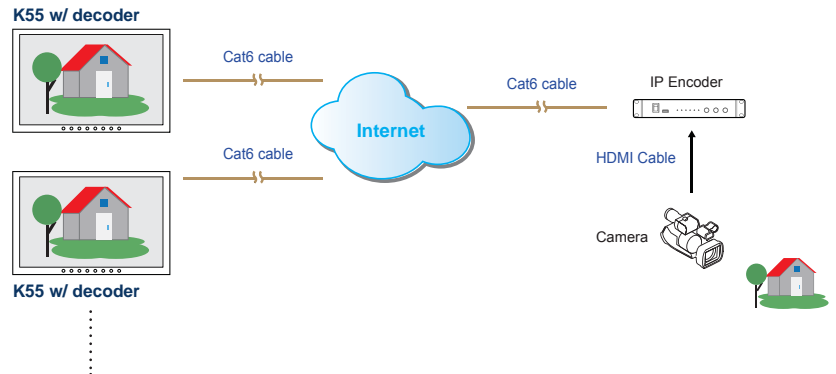 K55 w/ decoder
Cat6 cable
Cat6 cable
IP Encoder
Internet
Cat6 cable
HDMI Cable
Camera
K55 w/ decoder